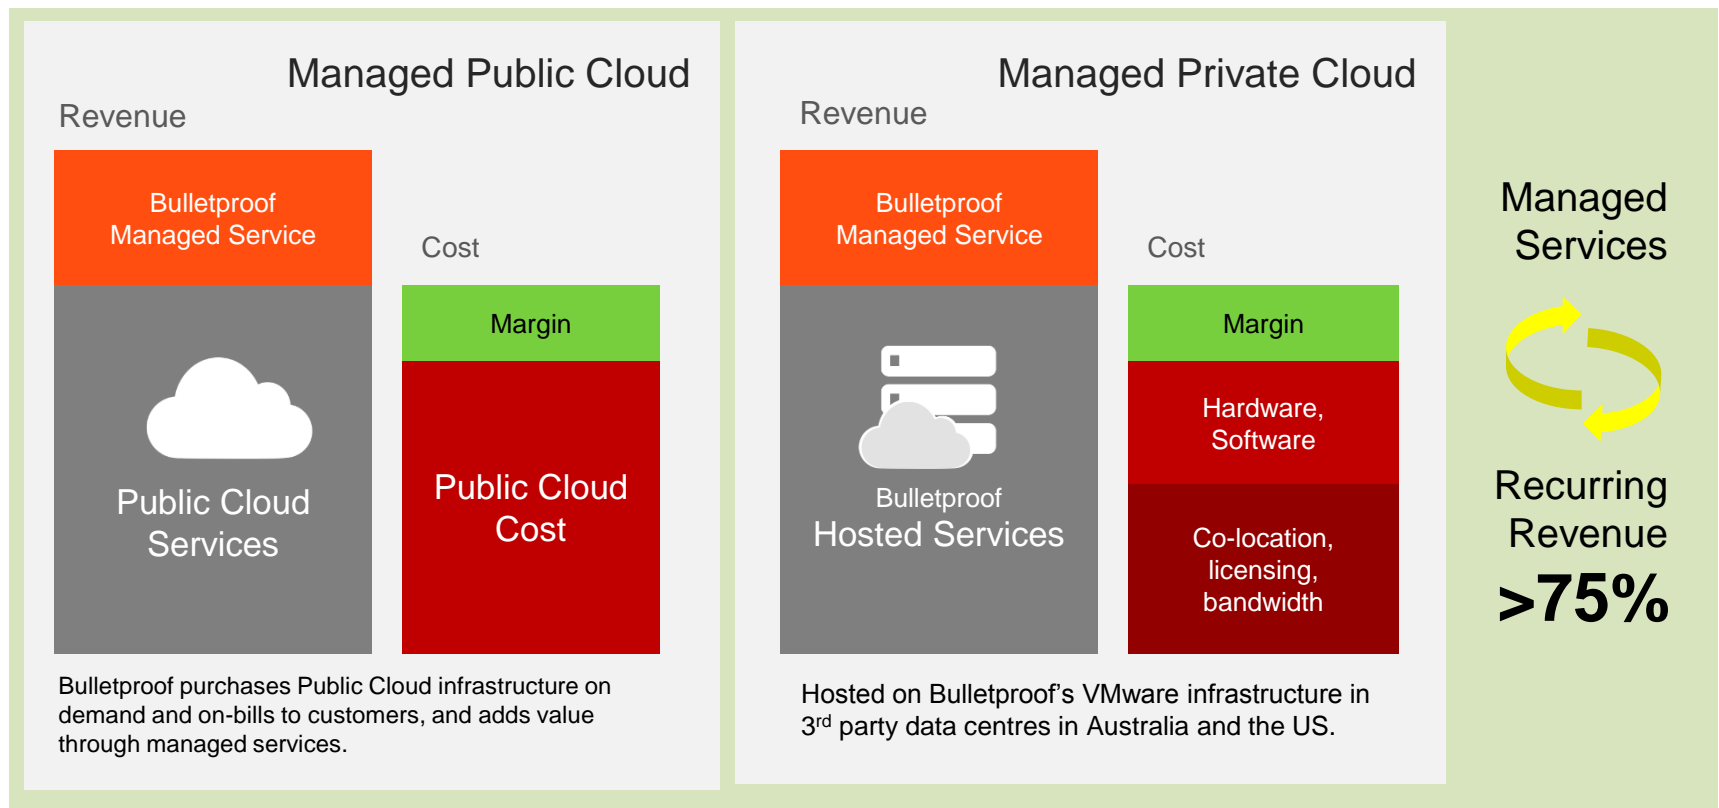 Managed Public Cloud
Revenue
Bulletproof
Managed Service
Cost
Margin
Public Cloud
Services
Public Cloud
Cost
Bulletproof purchases Public Cloud infrastructure on
demand and on-bills to customers, and adds value
through managed services.
Managed Private Cloud
Revenue
Bulletproof
Managed Service
Cost
Margin
Hardware,
Software
Bulletproof
Hosted Services
Co-location,
licensing,
bandwidth
Hosted on Bulletproof’s VMware infrastructure in
3rd party data centres in Australia and the US.
Managed
Services
Recurring
Revenue
>75%